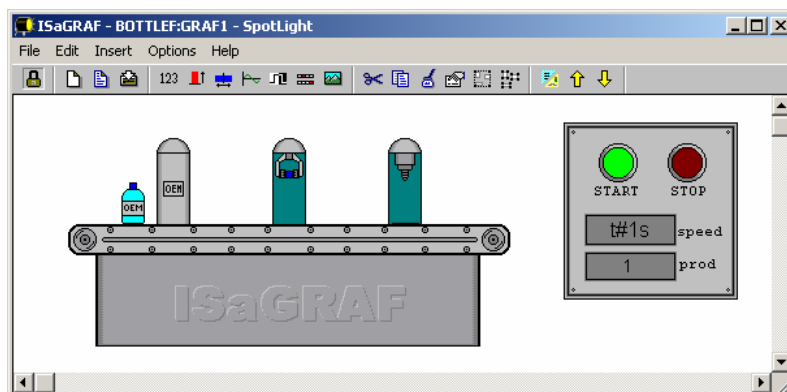 ISaGRAF - BOTTLEF:GRAF1 - SpotLight
File Edit Insert Options Help
123
OEM
OEM
START STOP
t#1s speed
1 prod
ISaGRAF